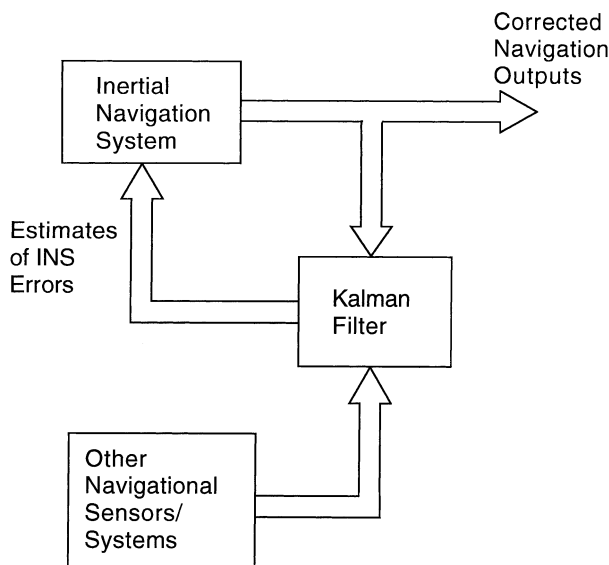 Corrected
Navigation
Outputs
Inertial
Navigation
System
Estimates
of INS
Errors
Kalman
Filter
Other
Navigational
Sensors/
Systems